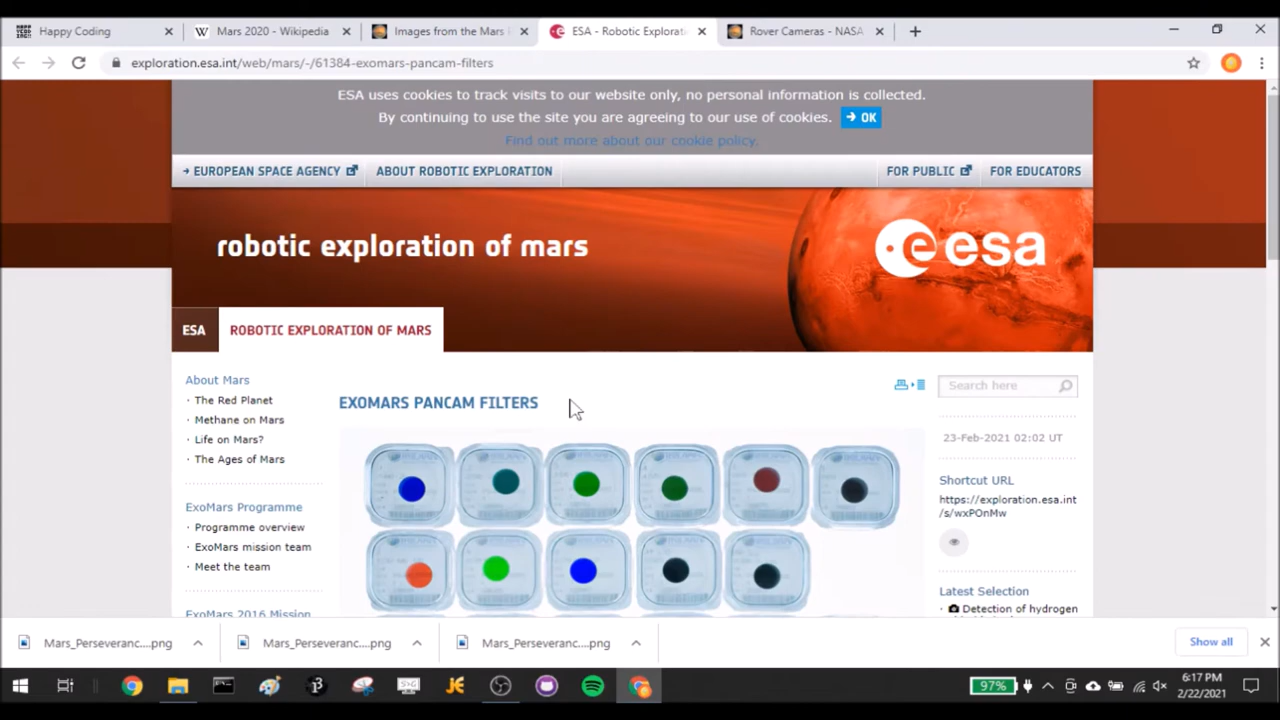 Happy Coding
Mars 2020 - Wikipedia
Images from the Mars
ESA - Robotic Explorat
Rover Cameras - NASA
exploration.esa.int/web/mars/-/61384-exomars-pancam-filters
ESA uses cookies to track visits to our website only, no personal information is collected.
By continuing to use the site you are agreeing to our use of cookies. → OK
Find out more about our cookie policy.
→ EUROPEAN SPACE AGENCY
ABOUT ROBOTIC EXPLORATION
FOR PUBLIC
FOR EDUCATORS
robotic exploration of mars
esa
ESA
ROBOTIC EXPLORATION OF MARS
About Mars
· The Red Planet
· Methane on Mars
· Life on Mars?
· The Ages of Mars
ExoMars Programme
· Programme overview
· ExoMars mission team
· Meet the team
ExoMars 2016 Mission
EXOMARS PANCAM FILTERS
Search here
23-Feb-2021 02:02 UT
Shortcut URL
https://exploration.esa.int
/s/wxPOnMw
Latest Selection
· Detection of hydrogen
Mars_Perseveranc....png
Mars_Perseveranc....png
Mars_Perseveranc....png
Show all
97%
6:17 PM
2/22/2021